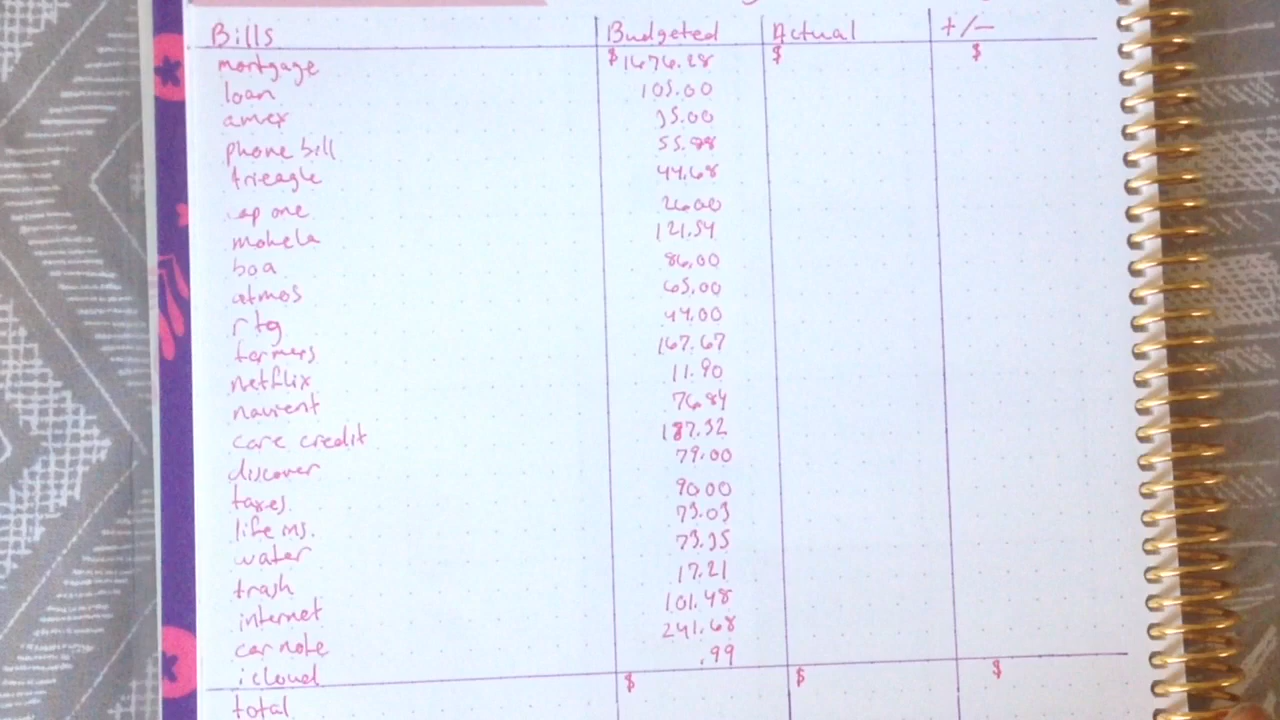 Bills Budgeted Actual +/-
mortgage $1676.28 $ $
loan 105.00
amex 35.00
phone bill 55.98
trieagle 44.68
cap one 26.00
mohela 121.54
boa 86.00
atmos 65.00
rtg 44.00
farmers 167.67
netflix 11.90
navient 76.84
care credit 187.32
discover 79.00
taxes 90.00
life ins. 73.03
water 73.35
trash 17.21
internet 101.48
car note 241.68
icloud .99
total $ $ $